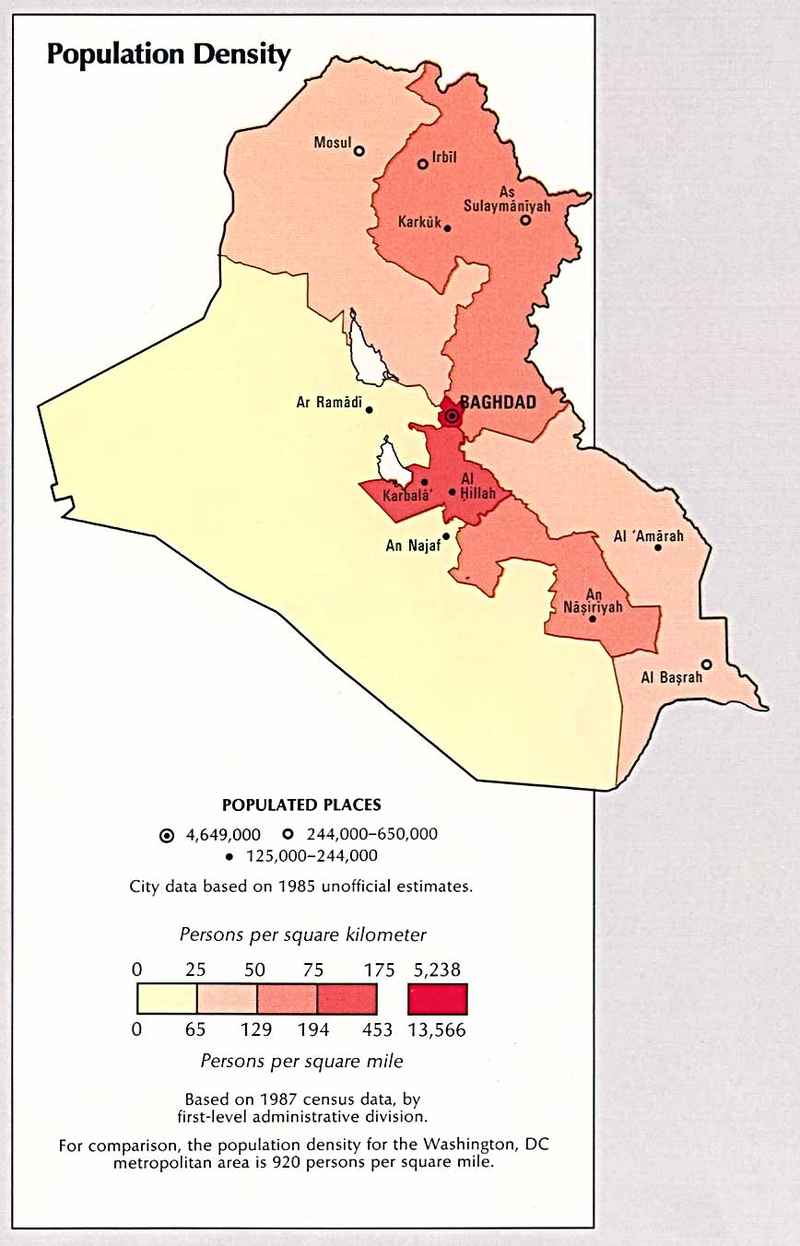 Population Density
Mosul
Irbīl
As
Sulaymānīyah
Karkūk
Ar Ramādī
BAGHDAD
Karbalā'
Al
Ḥillah
An Najaf
Al 'Amārah
An
Nāṣirīyah
Al Baṣrah
POPULATED PLACES
4,649,000 244,000–650,000
125,000–244,000
City data based on 1985 unofficial estimates.
Persons per square kilometer
0 25 50 75 175 5,238
0 65 129 194 453 13,566
Persons per square mile
Based on 1987 census data, by
first-level administrative division.
For comparison, the population density for the Washington, DC
metropolitan area is 920 persons per square mile.